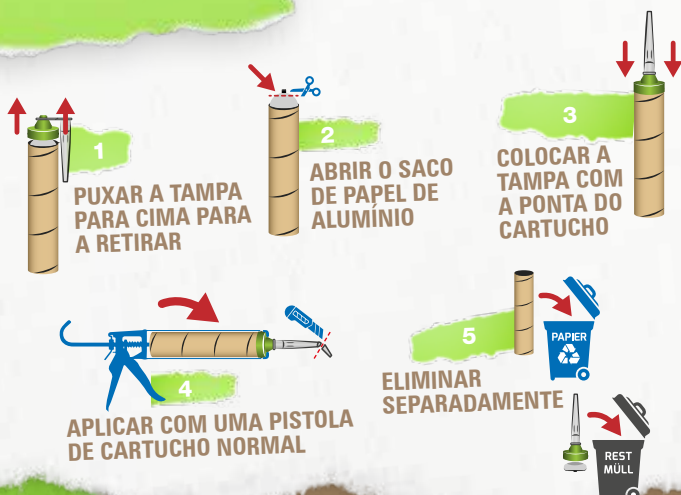 1
PUXAR A TAMPA
PARA CIMA PARA
A RETIRAR
2
ABRIR O SACO
DE PAPEL DE
ALUMÍNIO
3
COLOCAR A
TAMPA COM
A PONTA DO
CARTUCHO
4
APLICAR COM UMA PISTOLA
DE CARTUCHO NORMAL
5
ELIMINAR
SEPARADAMENTE
PAPIER
REST
MÜLL